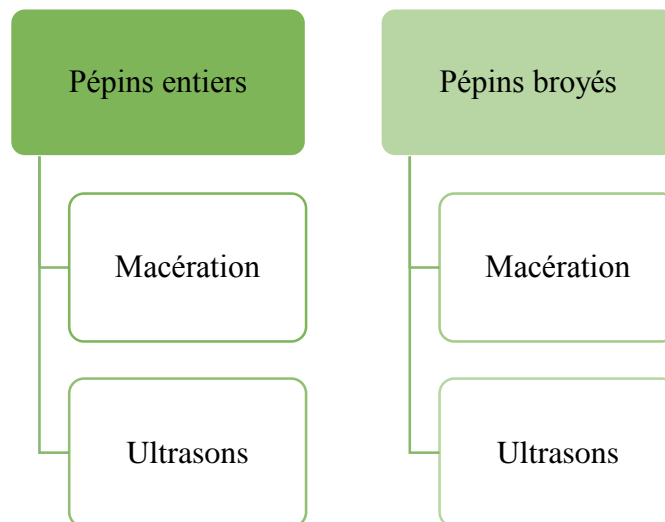 Pépins entiers
Macération
Ultrasons
Pépins broyés
Macération
Ultrasons